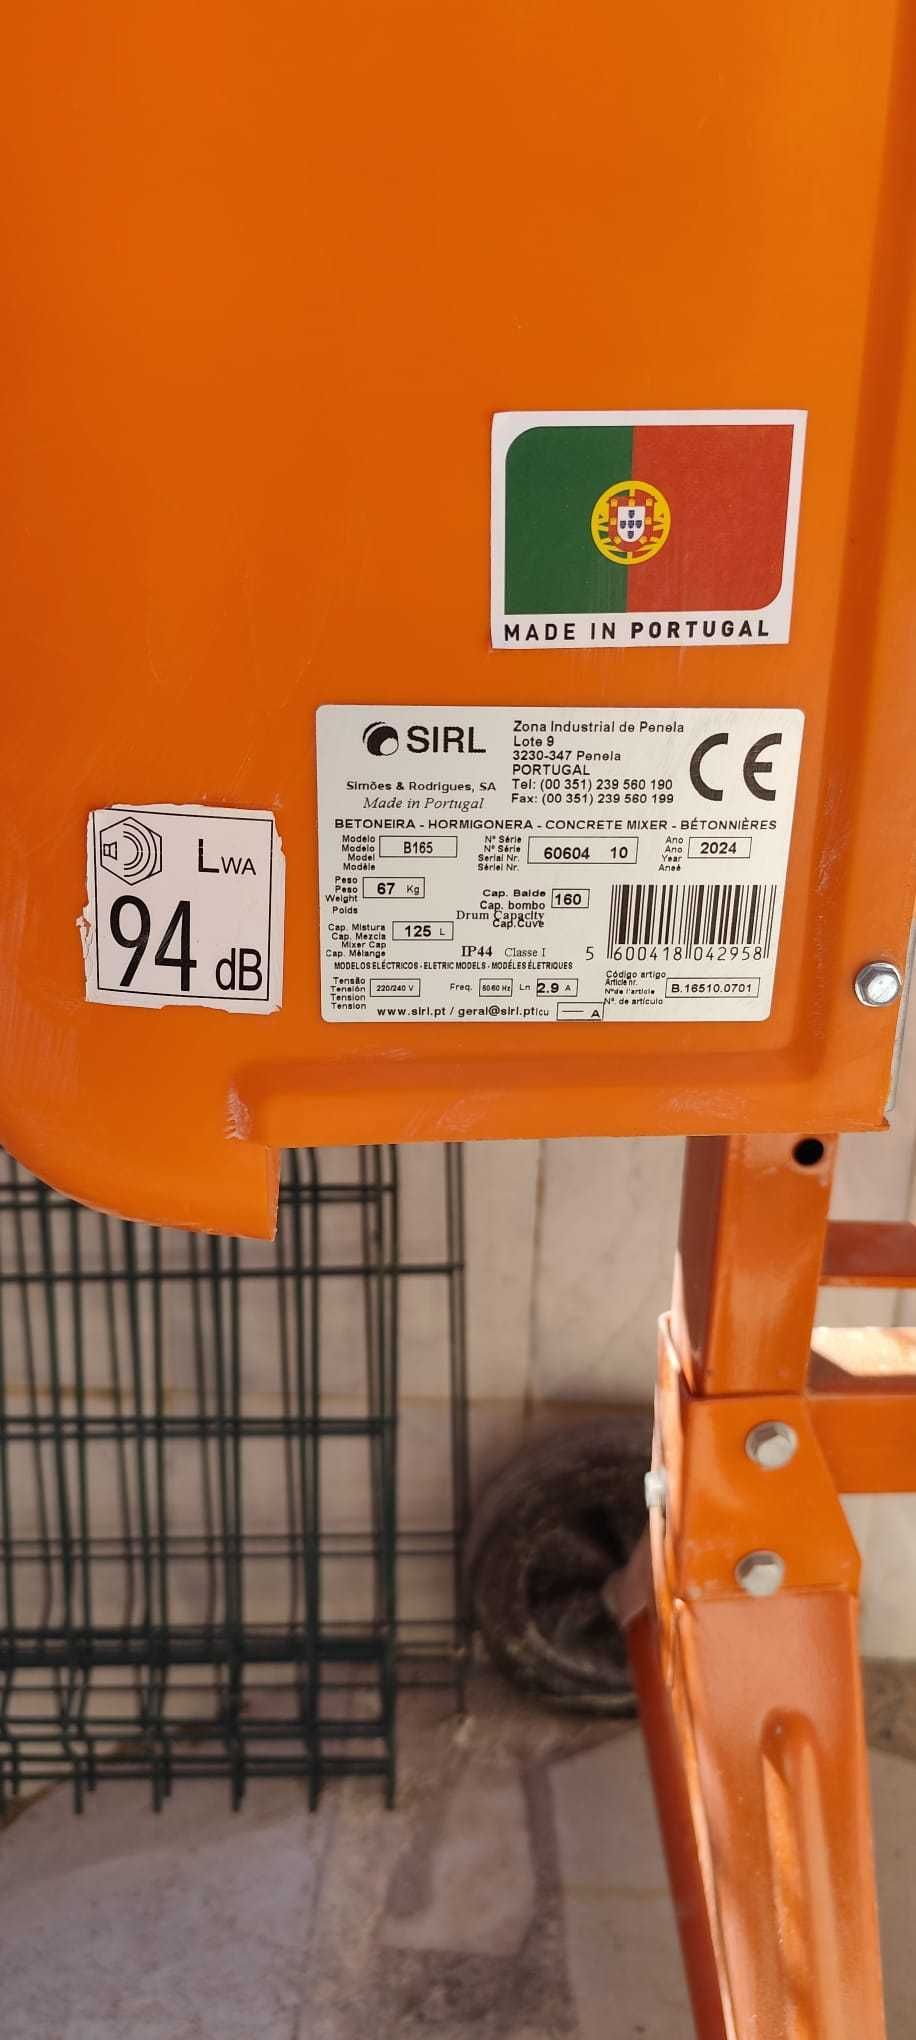 MADE IN PORTUGAL
SIRL
Simões & Rodrigues, SA
Made in Portugal
Zona Industrial de Penela
Lote 9
3230-347 Penela
PORTUGAL
Tel: (00 351) 239 560 190
Fax: (00 351) 239 560 199
CE
BETONEIRA - HORMIGONERA - CONCRETE MIXER - BÉTONNIÈRES
Modelo
Modelo
Model
Modèle
B165
Nº Série
Nº Série
Serial Nr.
Sériel Nr.
60604 10
Ano
Ano
Year
Aneé
2024
Peso
Peso
Weight
Poids
67 Kg
Cap. Balde
Cap. bombo
Drum Capacity
Cap.Cuve
160
Cap. Mistura
Cap. Mezcla
Mixer Cap
Cap. Mélange
125 L
IP44 Classe I
5 600418 042958
MODELOS ELÉCTRICOS - ELETRIC MODELS - MODÉLES ÉLETRIQUES
Tensão
Tensión
Tension
Tension
220/240 V
Freq. 50 60 Hz
Ln 2.9 A
Código artigo
Article nr.
Nºde l'article
Nº. de artículo
B.16510.0701
www.sirl.pt / geral@sirl.pt
Icu — A
LWA
94 dB